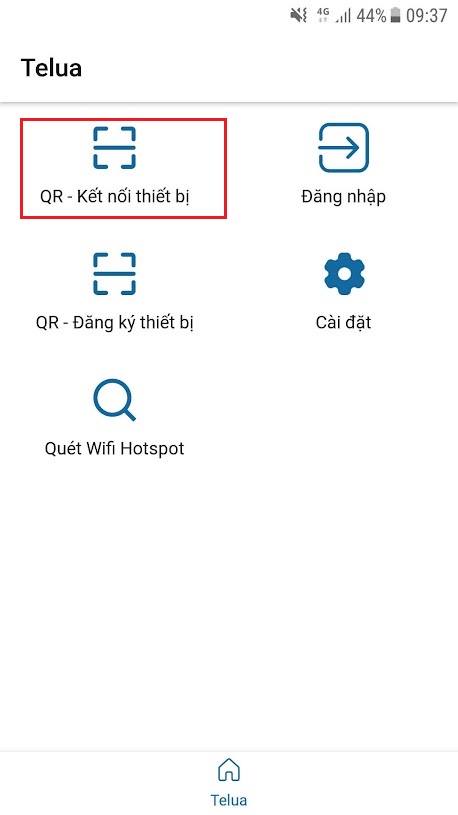 4G 44% 09:37
Telua
QR - Kết nối thiết bị
Đăng nhập
QR - Đăng ký thiết bị
Cài đặt
Quét Wifi Hotspot
Telua